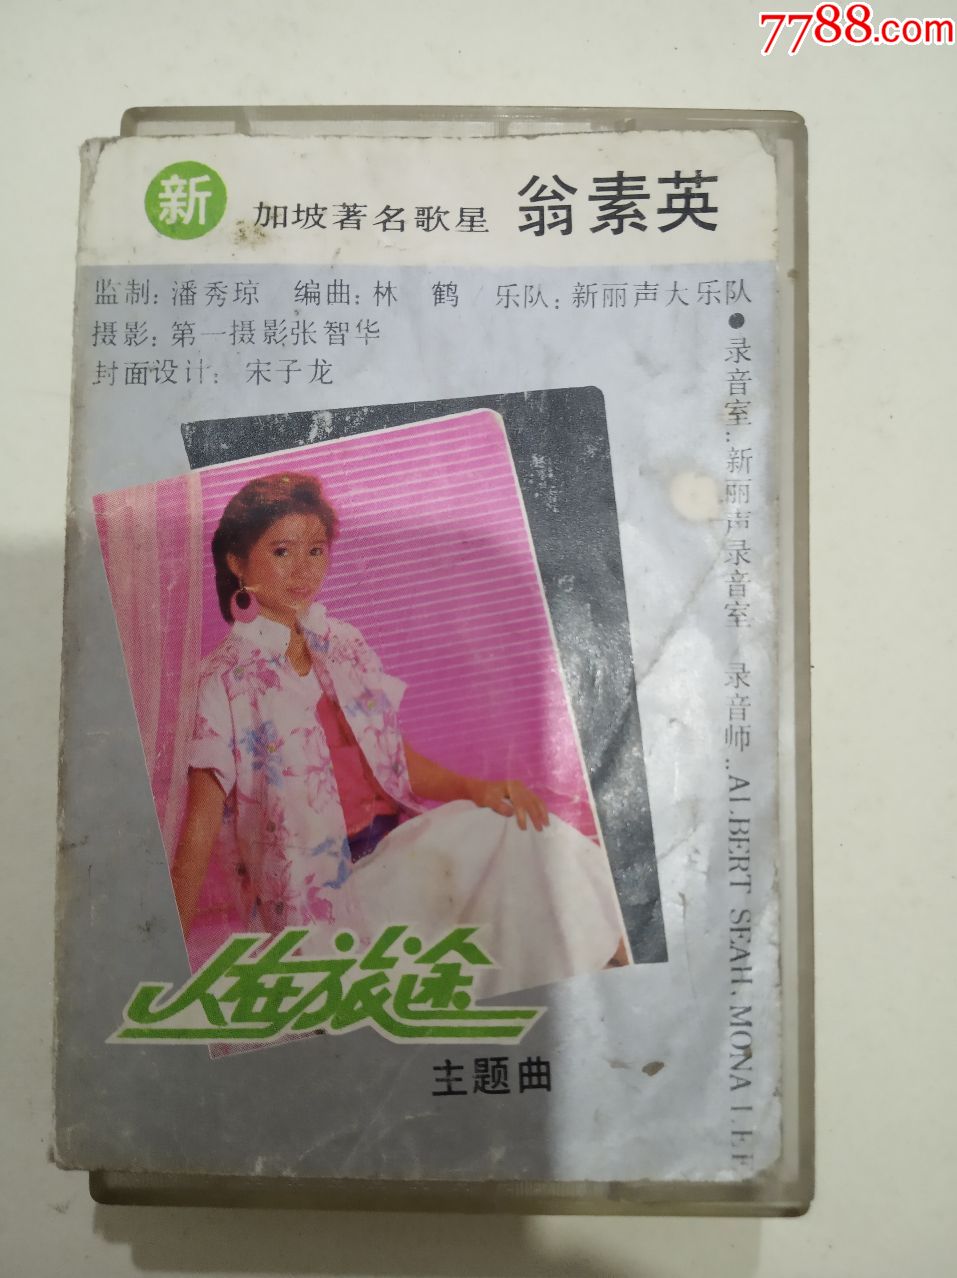 7788.com
新加坡著名歌星 翁素英
监制:潘秀琼 编曲:林 鹤 乐队:新丽声大乐队
摄影:第一摄影张智华
封面设计:宋子龙
●录音室:新丽声录音室 录音师:ALBERT SEAH, MONA LEE
人海旅途
主题曲